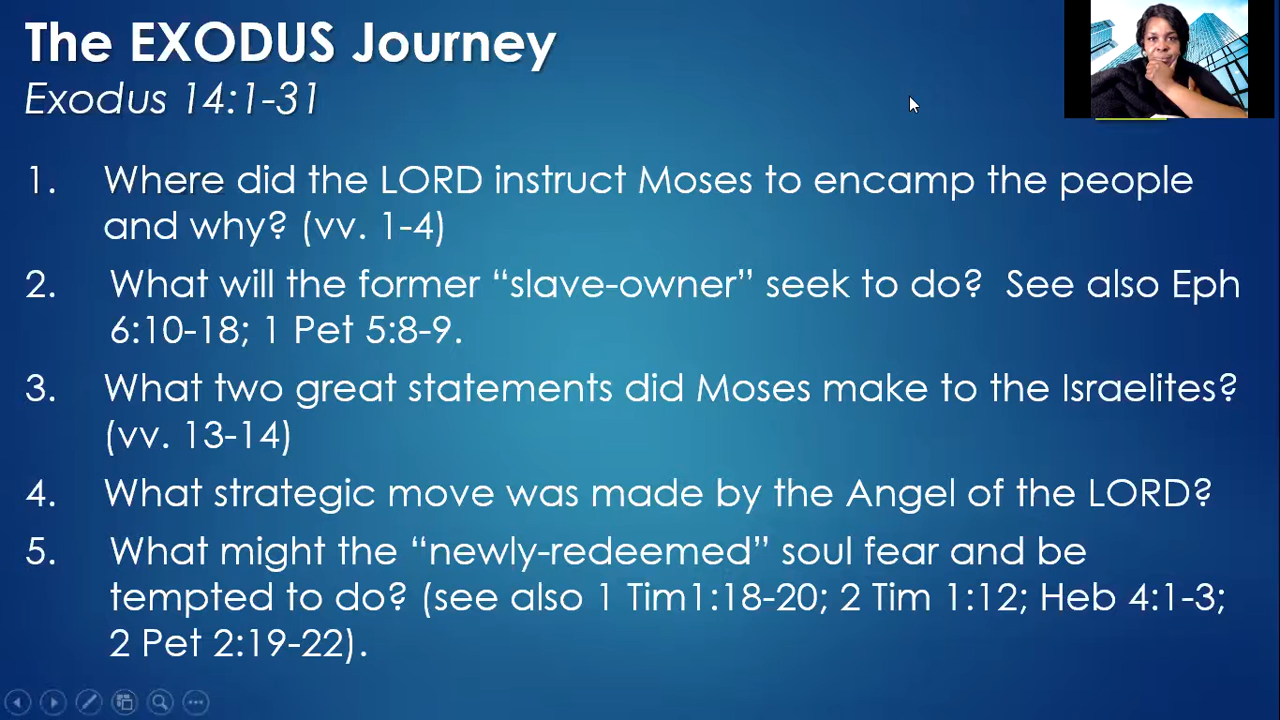 The EXODUS Journey
Exodus 14:1-31
1. Where did the LORD instruct Moses to encamp the people
and why? (vv. 1-4)
2. What will the former “slave-owner” seek to do? See also Eph
6:10-18; 1 Pet 5:8-9.
3. What two great statements did Moses make to the Israelites?
(vv. 13-14)
4. What strategic move was made by the Angel of the LORD?
5. What might the “newly-redeemed” soul fear and be
tempted to do? (see also 1 Tim1:18-20; 2 Tim 1:12; Heb 4:1-3;
2 Pet 2:19-22).